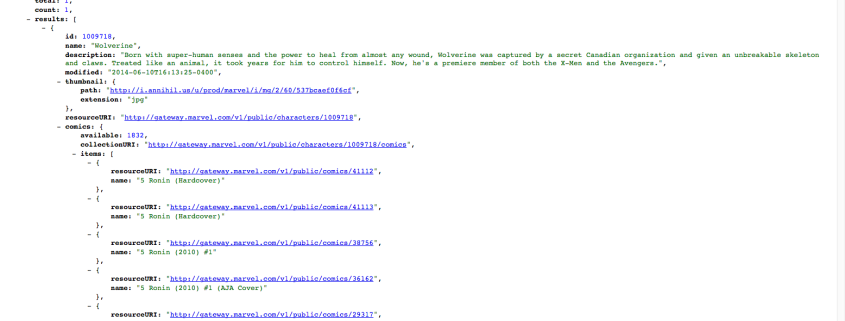 total: 1,
count: 1,
- results: [
- {
id: 1009718,
name: "Wolverine",
description: "Born with super-human senses and the power to heal from almost any wound, Wolverine was captured by a secret Canadian organization and given an unbreakable skeleton
and claws. Treated like an animal, it took years for him to control himself. Now, he's a premiere member of both the X-Men and the Avengers.",
modified: "2014-06-10T16:13:25-0400",
- thumbnail: {
path: "http://i.annihil.us/u/prod/marvel/i/mg/2/60/537bcaef0f6cf",
extension: "jpg"
},
resourceURI: "http://gateway.marvel.com/v1/public/characters/1009718",
- comics: {
available: 1832,
collectionURI: "http://gateway.marvel.com/v1/public/characters/1009718/comics",
- items: [
- {
resourceURI: "http://gateway.marvel.com/v1/public/comics/41112",
name: "5 Ronin (Hardcover)"
},
- {
resourceURI: "http://gateway.marvel.com/v1/public/comics/41113",
name: "5 Ronin (Hardcover)"
},
- {
resourceURI: "http://gateway.marvel.com/v1/public/comics/38756",
name: "5 Ronin (2010) #1"
},
- {
resourceURI: "http://gateway.marvel.com/v1/public/comics/36162",
name: "5 Ronin (2010) #1 (AJA Cover)"
},
- {
resourceURI: "http://gateway.marvel.com/v1/public/comics/29317",